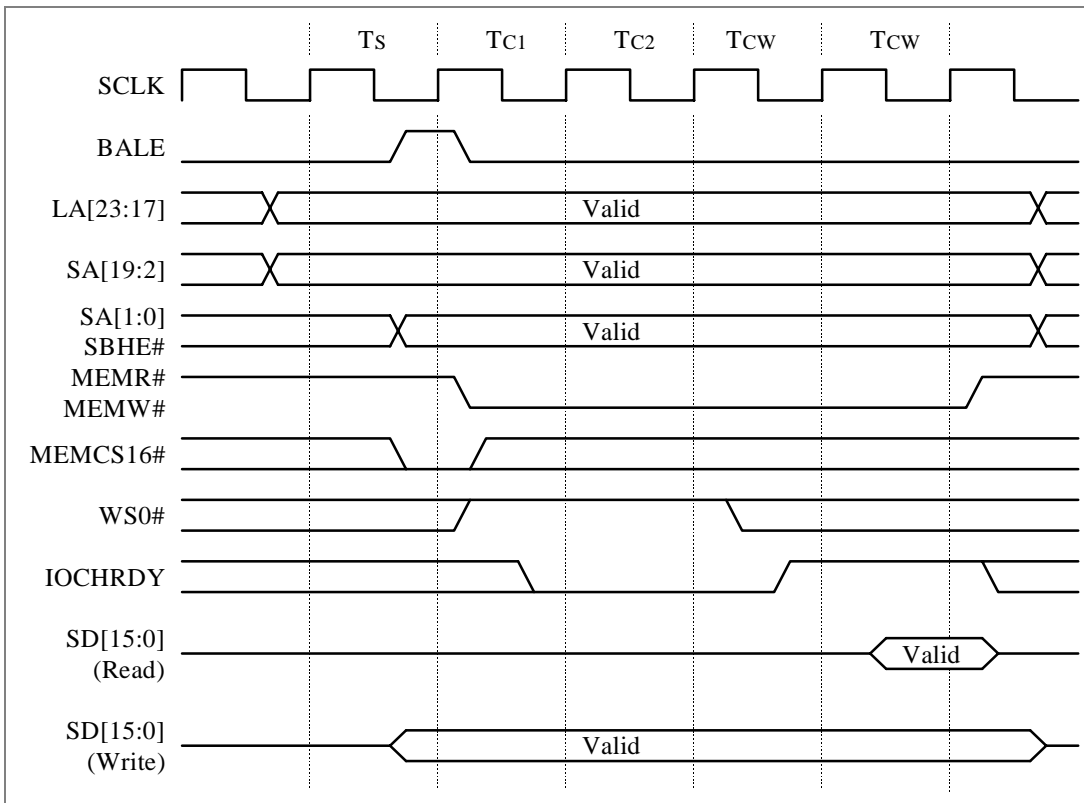 TS TC1 TC2 TCW TCW
SCLK
BALE
LA[23:17] Valid
SA[19:2] Valid
SA[1:0]
SBHE# Valid
MEMR#
MEMW#
MEMCS16#
WS0#
IOCHRDY
SD[15:0]
(Read) Valid
SD[15:0]
(Write) Valid